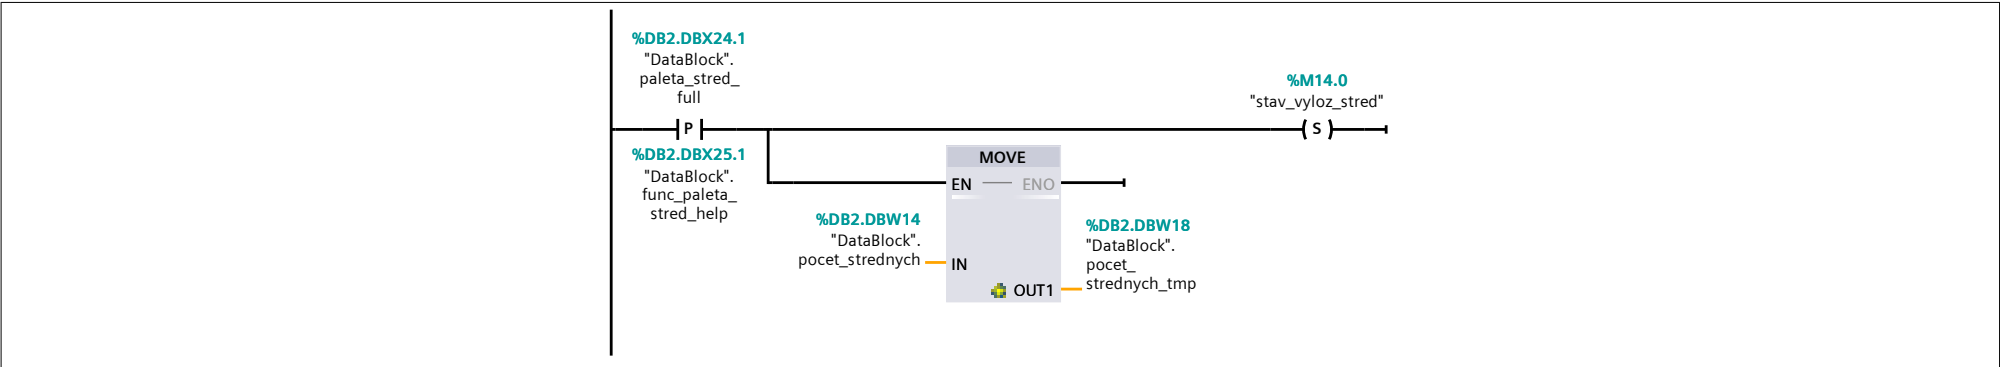 %DB2.DBX24.1
"DataBlock".
paleta_stred_
full
P
%DB2.DBX25.1
"DataBlock".
func_paleta_
stred_help
%M14.0
"stav_vyloz_stred"
S
MOVE
EN
ENO
%DB2.DBW14
"DataBlock".
pocet_strednych
IN
OUT1
%DB2.DBW18
"DataBlock".
pocet_
strednych_tmp